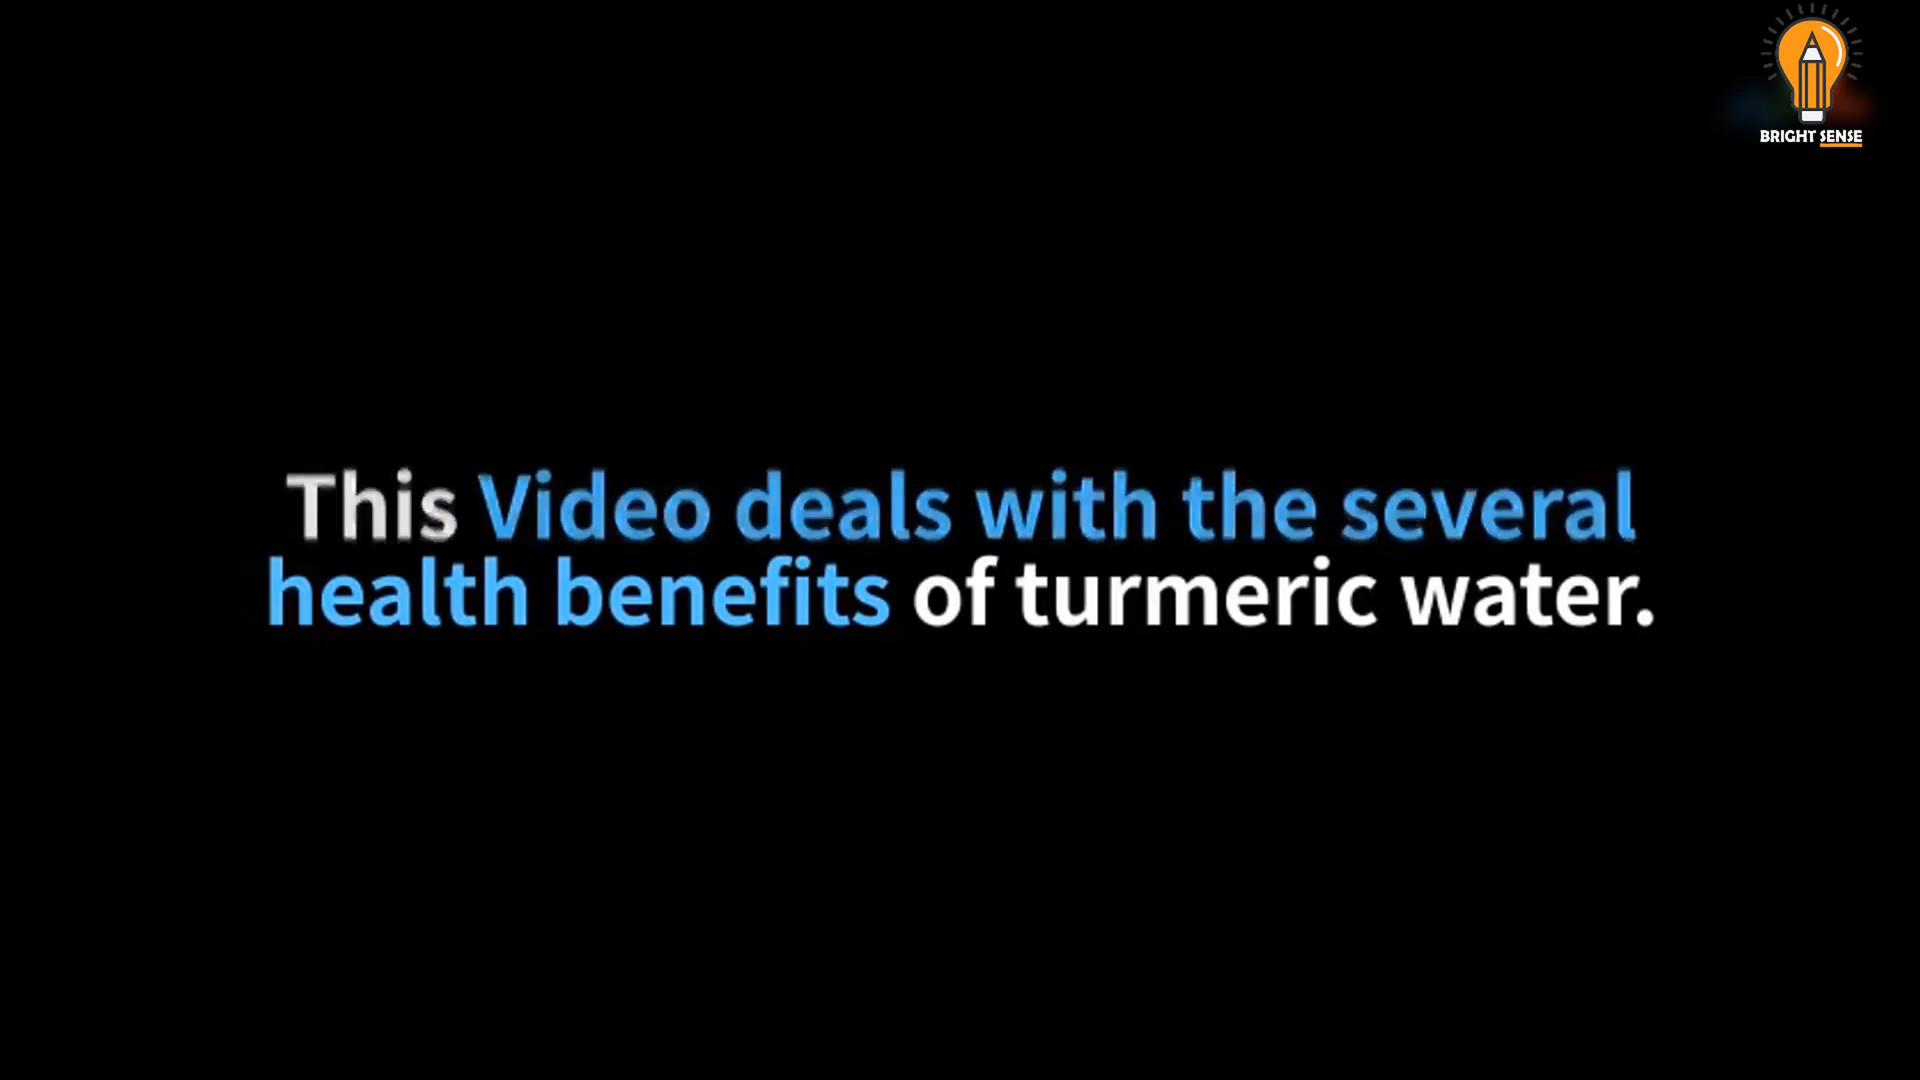 BRIGHT SENSE
This Video deals with the several
health benefits of turmeric water.